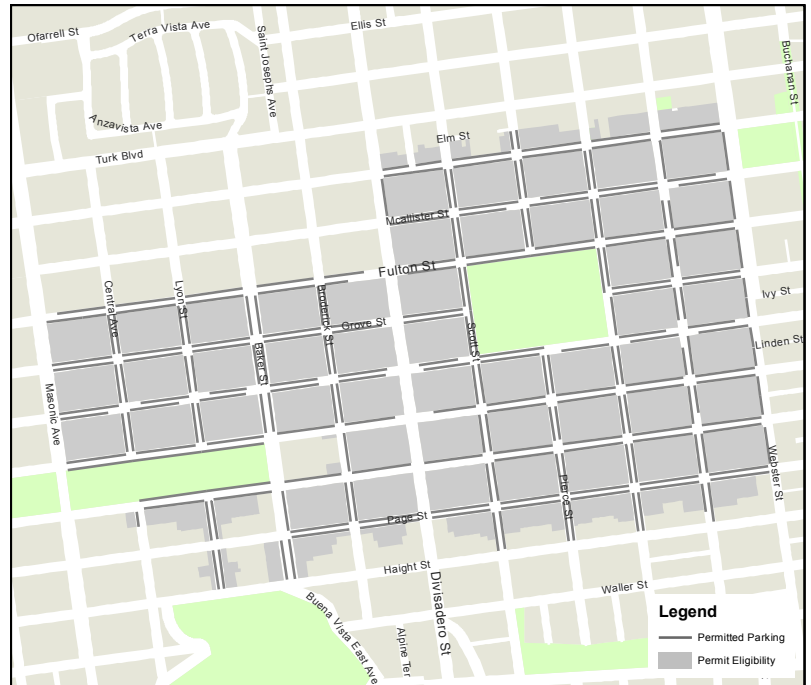 Ofarrell St
Terra Vista Ave
Saint Josephs Ave
Ellis St
Buchanan St
Anzavista Ave
Turk Blvd
Elm St
Mcallister St
Fulton St
Central Ave
Lyon St
Broderick St
Grove St
Scott St
Ivy St
Linden St
Masonic Ave
Baker St
Webster St
Pierce St
Page St
Haight St
Divisadero St
Waller St
Buena Vista East Ave
Alpine Ter
Legend
Permitted Parking
Permit Eligibility